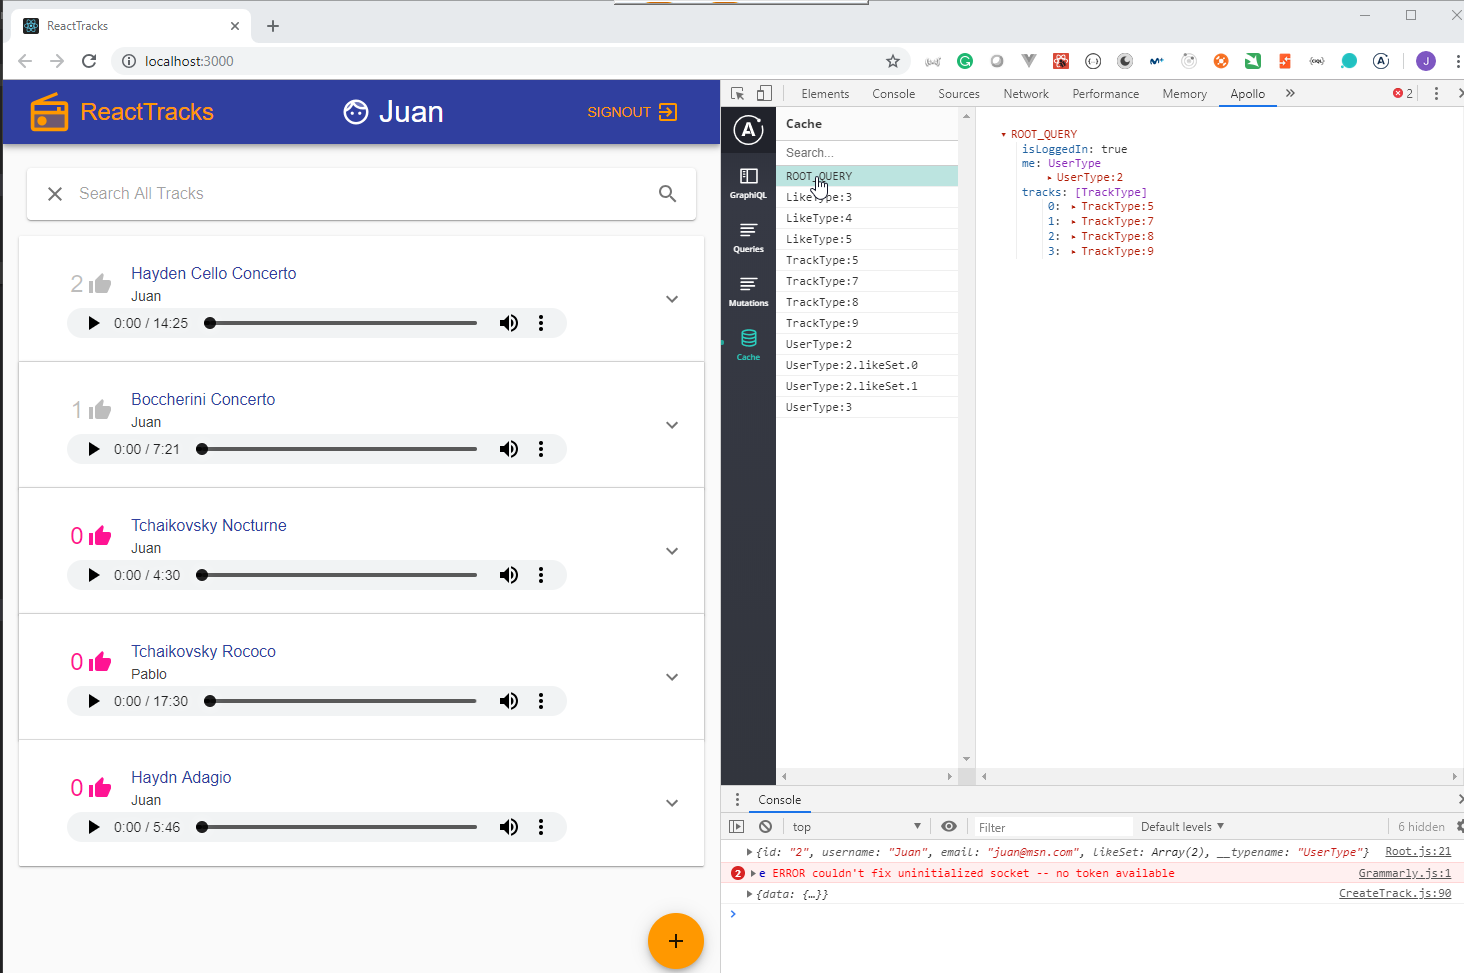 ReactTracks
localhost:3000
J
ReactTracks
Juan
SIGNOUT
Search All Tracks
2
Hayden Cello Concerto
Juan
0:00 / 14:25
1
Boccherini Concerto
Juan
0:00 / 7:21
0
Tchaikovsky Nocturne
Juan
0:00 / 4:30
0
Tchaikovsky Rococo
Pablo
0:00 / 17:30
0
Haydn Adagio
Juan
0:00 / 5:46
+
Elements Console Sources Network Performance Memory Apollo » 2
A
GraphiQL
Queries
Mutations
Cache
Cache
Search...
ROOT_QUERY
LikeType:3
LikeType:4
LikeType:5
TrackType:5
TrackType:7
TrackType:8
TrackType:9
UserType:2
UserType:2.likeSet.0
UserType:2.likeSet.1
UserType:3
ROOT_QUERY
isLoggedIn: true
me: UserType
UserType:2
tracks: [TrackType]
0: TrackType:5
1: TrackType:7
2: TrackType:8
3: TrackType:9
Console
top Filter Default levels 6 hidden
{id: "2", username: "Juan", email: "juan@msn.com", likeSet: Array(2), __typename: "UserType"} Root.js:21
2 e ERROR couldn't fix uninitialized socket -- no token available Grammarly.js:1
{data: {…}} CreateTrack.js:90